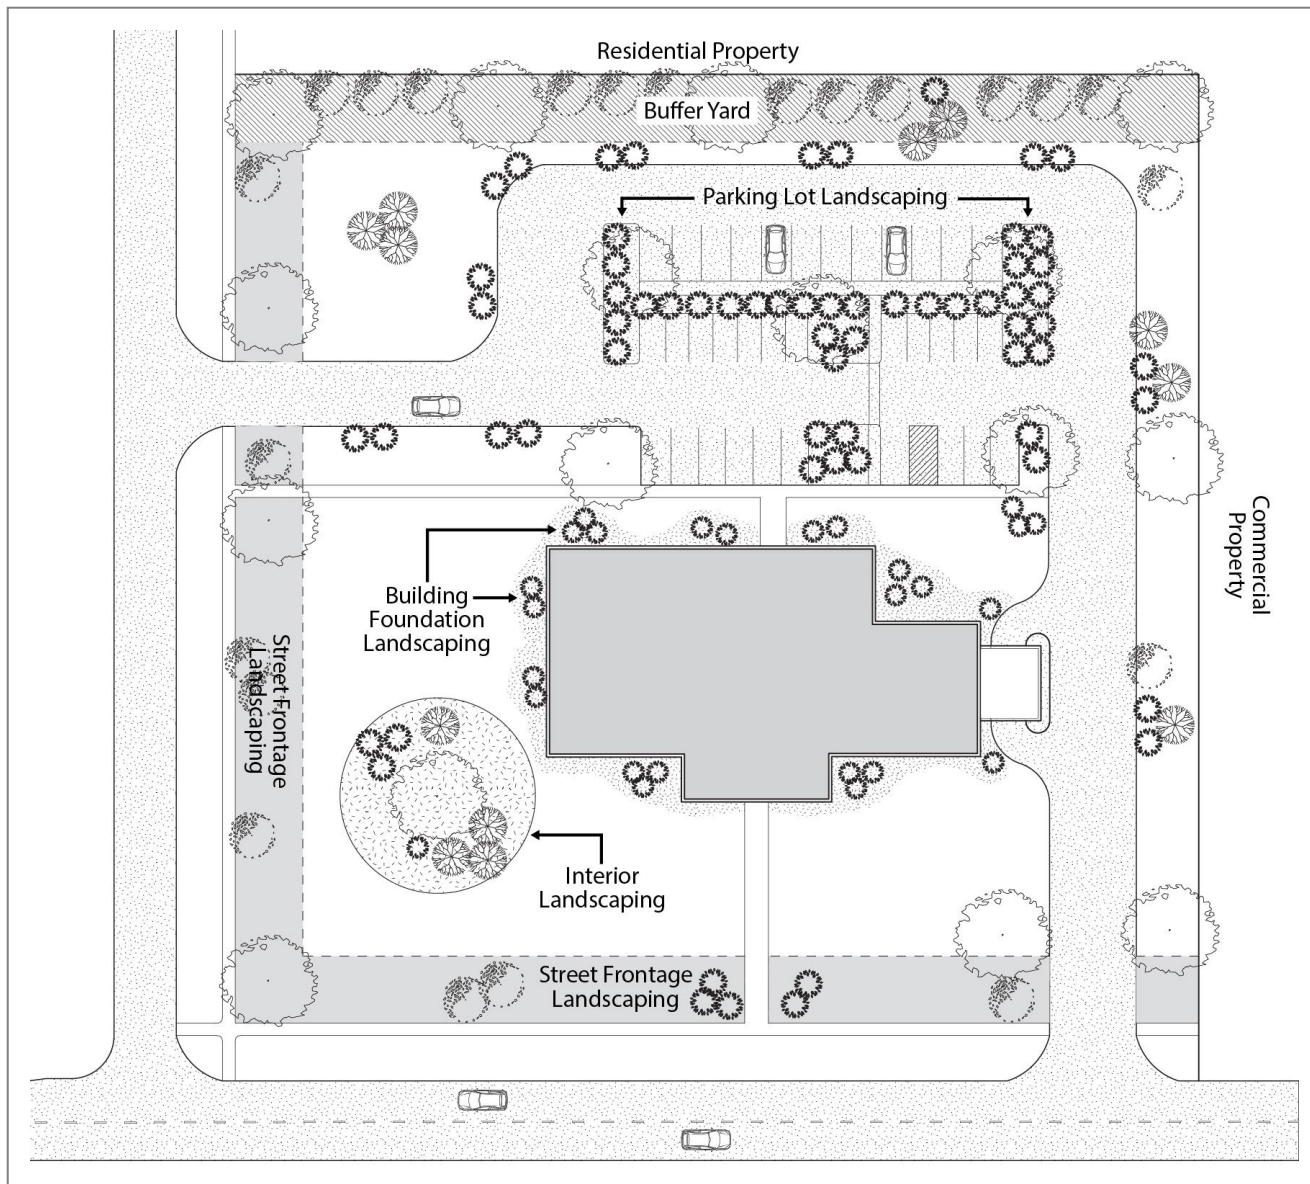 Residential Property
Buffer Yard
Parking Lot Landscaping
Commercial
Property
Building
Foundation
Landscaping
Street Frontage
Landscaping
Interior
Landscaping
Street Frontage
Landscaping